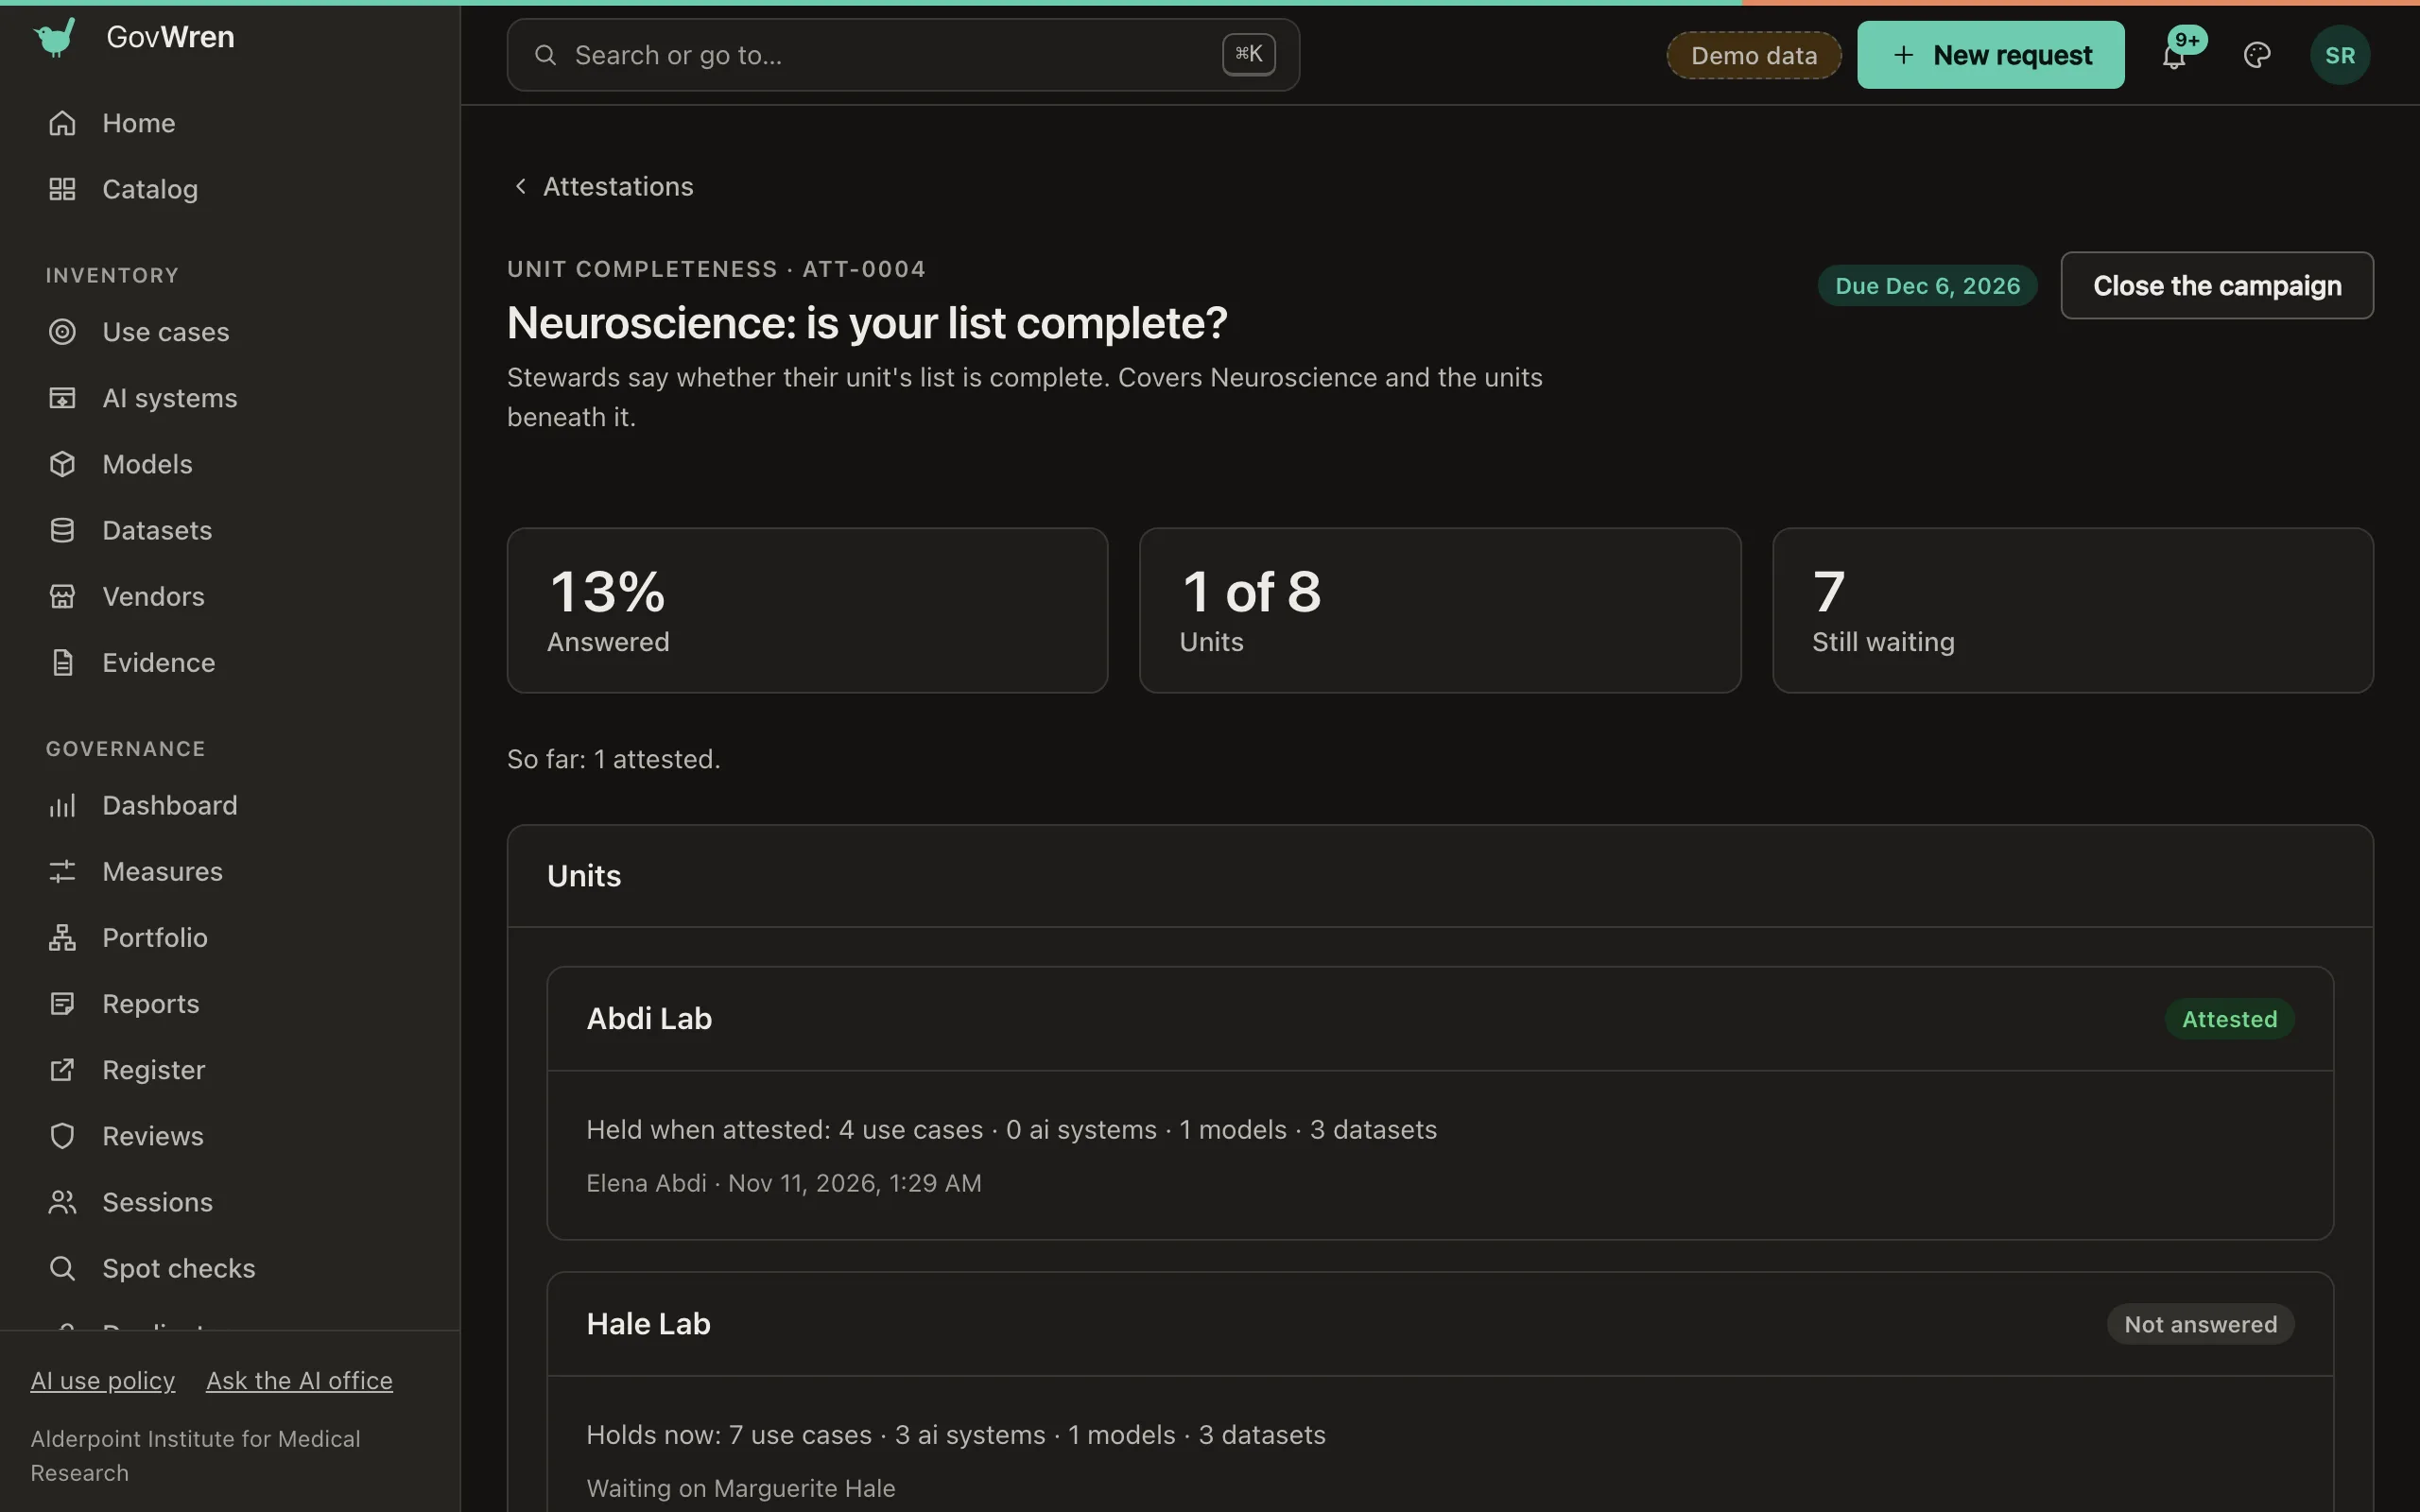 GovWren
Search or go to...
⌘K
Demo data
+ New request
9+
SR
Home
Catalog
INVENTORY
Use cases
AI systems
Models
Datasets
Vendors
Evidence
GOVERNANCE
Dashboard
Measures
Portfolio
Reports
Register
Reviews
Sessions
Spot checks
AI use policy
Ask the AI office
Alderpoint Institute for Medical
Research
Attestations
UNIT COMPLETENESS · ATT-0004
Neuroscience: is your list complete?
Stewards say whether their unit's list is complete. Covers Neuroscience and the units
beneath it.
Due Dec 6, 2026
Close the campaign
13%
Answered
1 of 8
Units
7
Still waiting
So far: 1 attested.
Units
Abdi Lab
Attested
Held when attested: 4 use cases · 0 ai systems · 1 models · 3 datasets
Elena Abdi · Nov 11, 2026, 1:29 AM
Hale Lab
Not answered
Holds now: 7 use cases · 3 ai systems · 1 models · 3 datasets
Waiting on Marguerite Hale